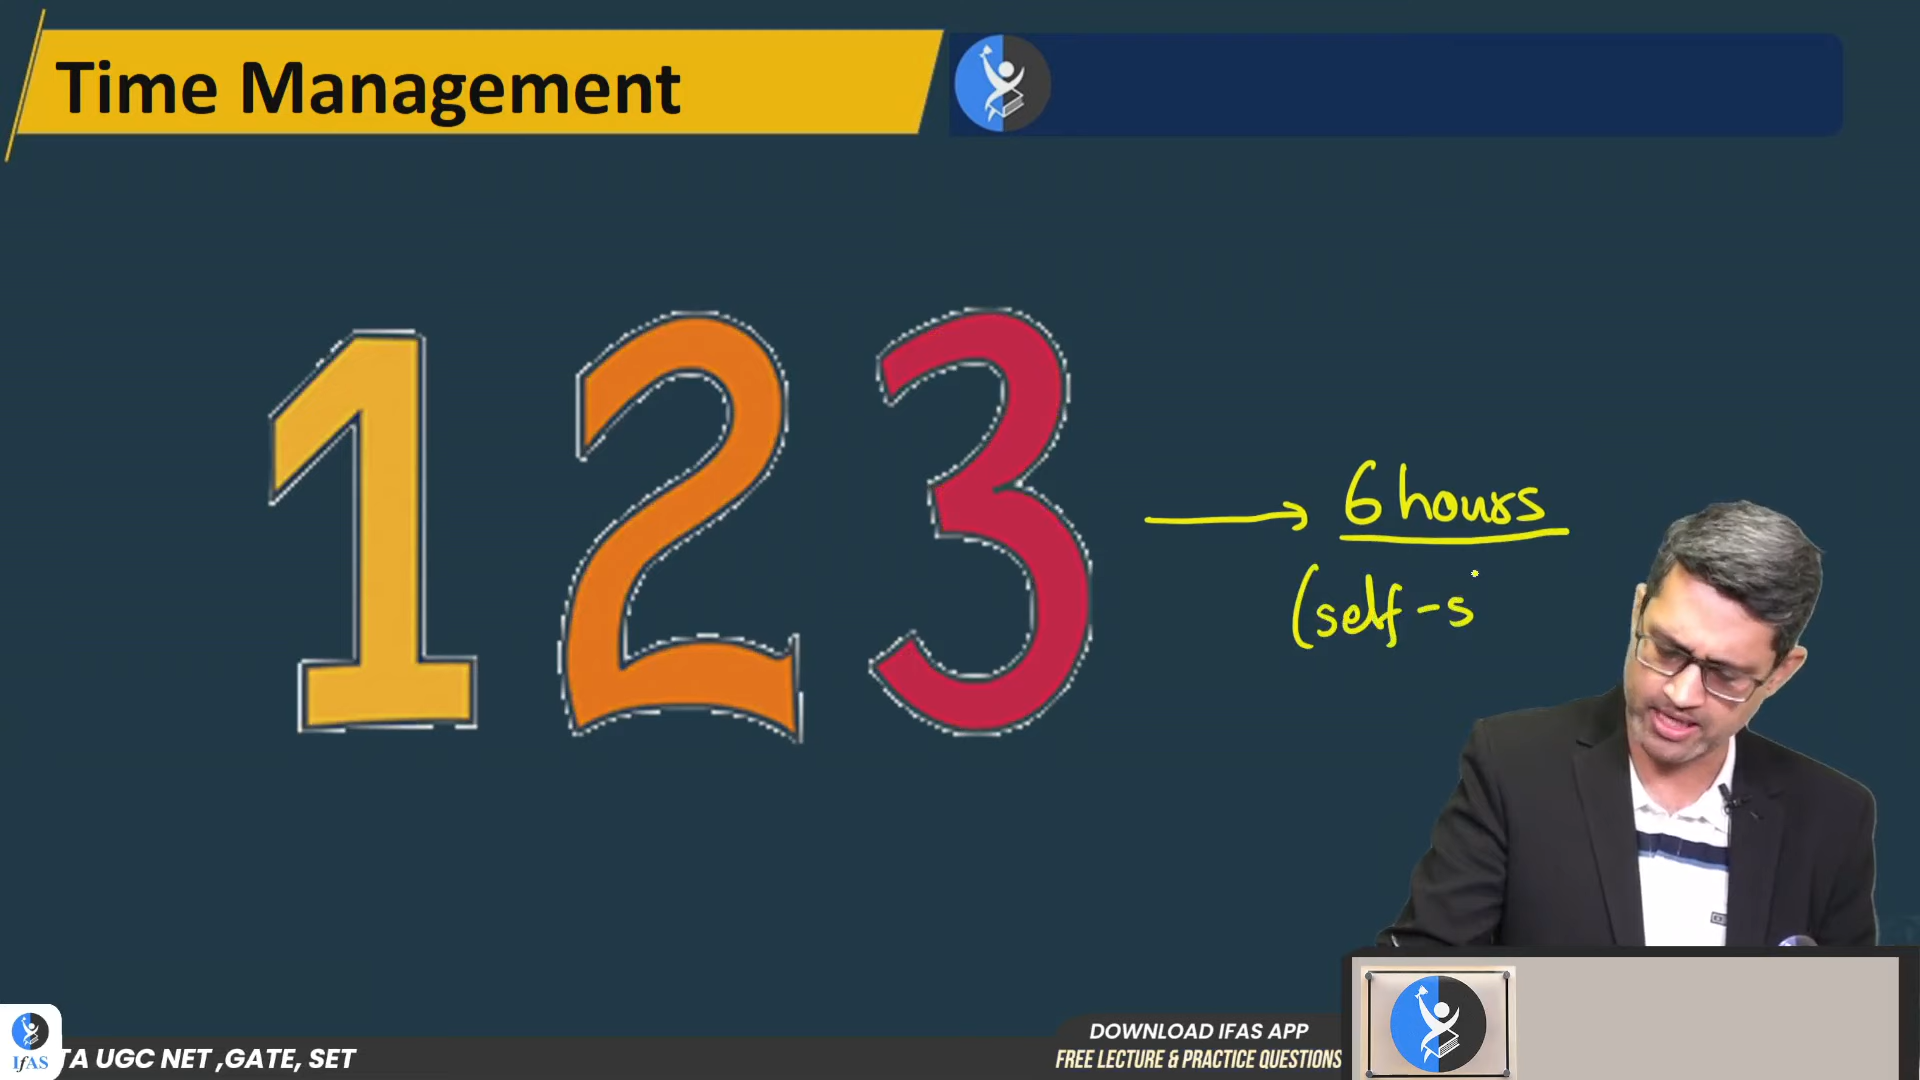 Time Management
1 2 3
6 hours
(self-s
IfAS
TA UGC NET ,GATE, SET
DOWNLOAD IFAS APP
FREE LECTURE & PRACTICE QUESTIONS